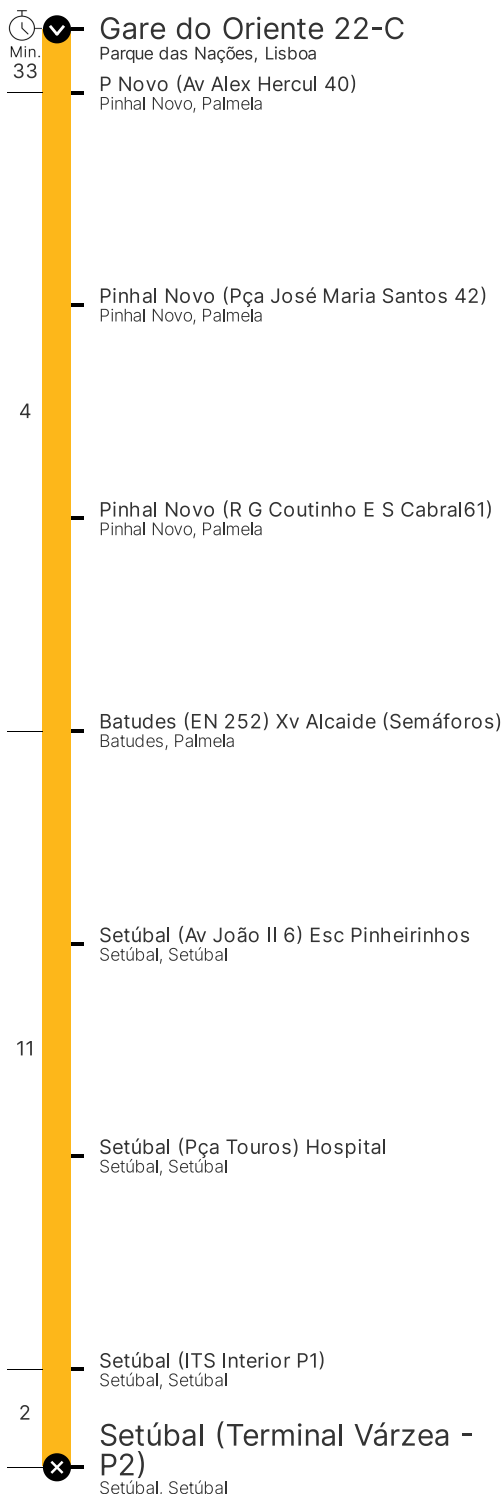 Gare do Oriente 22-C
Parque das Nações, Lisboa
Min.
33
P Novo (Av Alex Hercul 40)
Pinhal Novo, Palmela
Pinhal Novo (Pça José Maria Santos 42)
Pinhal Novo, Palmela
4
Pinhal Novo (R G Coutinho E S Cabral61)
Pinhal Novo, Palmela
Batudes (EN 252) Xv Alcaide (Semáforos)
Batudes, Palmela
Setúbal (Av João II 6) Esc Pinheirinhos
Setúbal, Setúbal
11
Setúbal (Pça Touros) Hospital
Setúbal, Setúbal
Setúbal (ITS Interior P1)
Setúbal, Setúbal
2
Setúbal (Terminal Várzea -
P2)
Setúbal, Setúbal